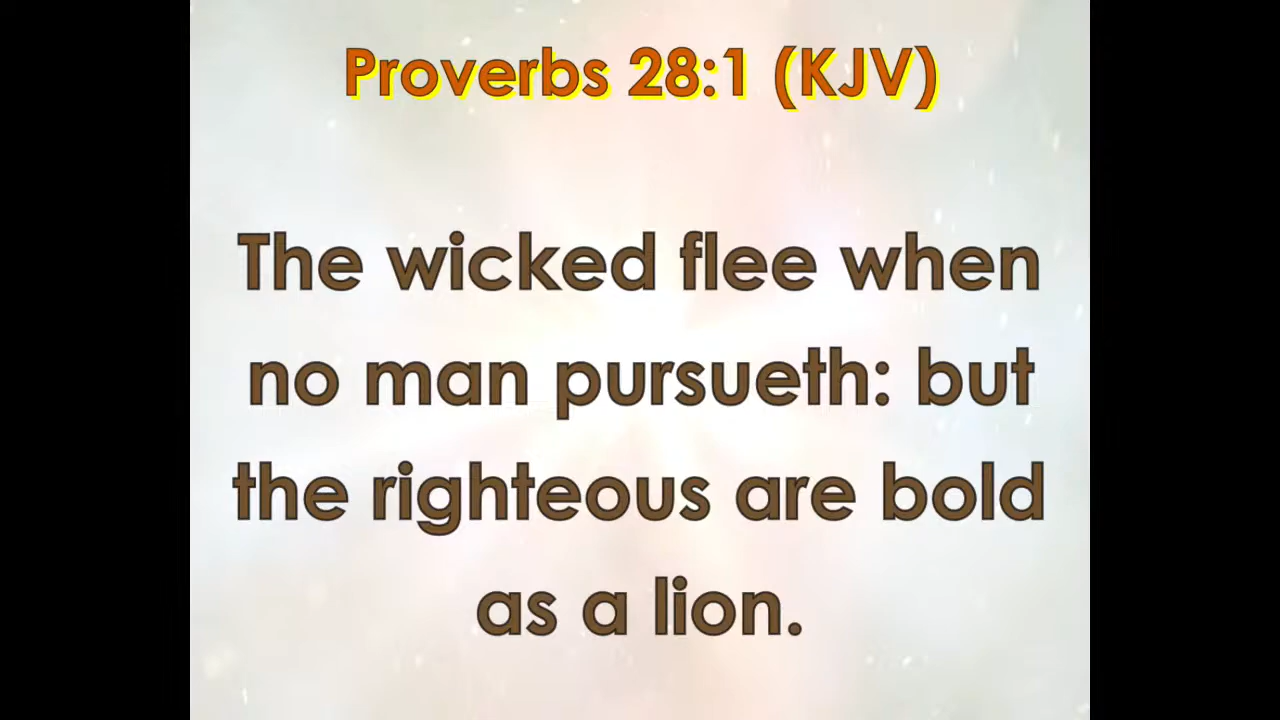 Proverbs 28:1 (KJV)
The wicked flee when
no man pursueth: but
the righteous are bold
as a lion.